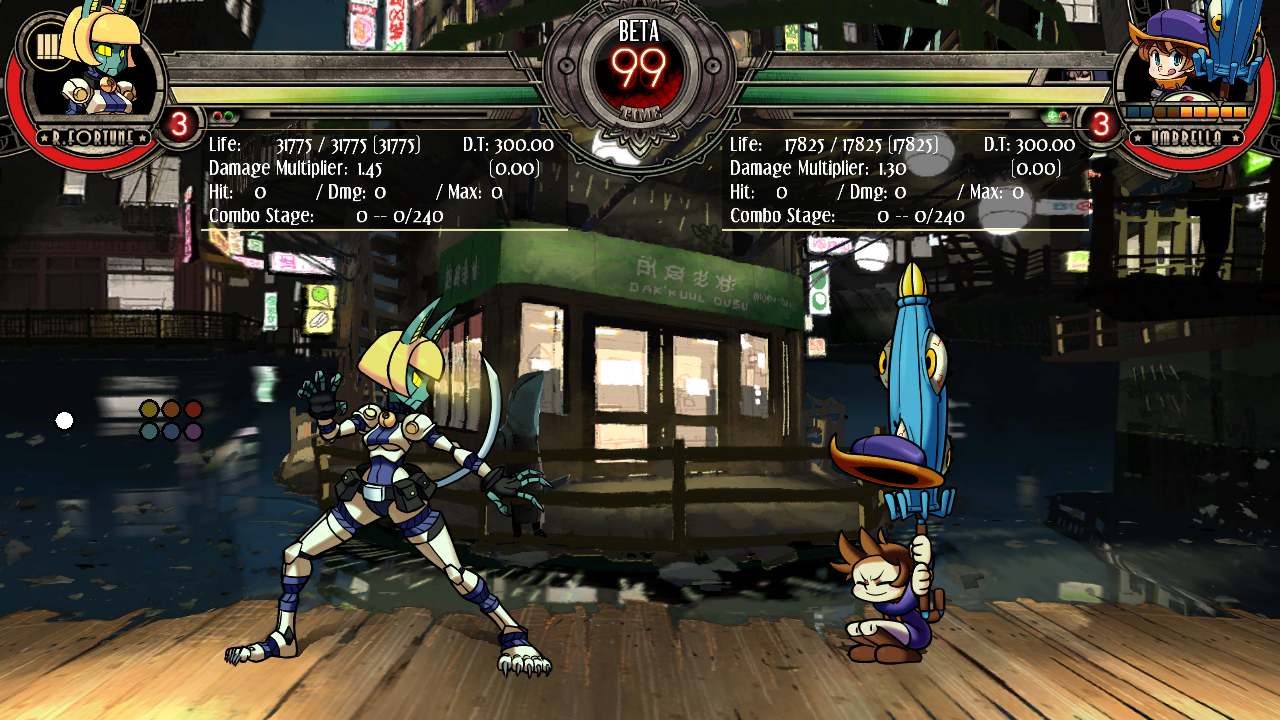 BETA
99
TIME
R.FORTUNE
3
3
UMBRELLA
Life: 31775 / 31775 [31775] D.T: 300.00
Damage Multiplier: 1.45 [0.00]
Hit: 0 / Dmg: 0 / Max: 0
Combo Stage: 0 -- 0/240
Life: 17825 / 17825 [17825] D.T: 300.00
Damage Multiplier: 1.30 [0.00]
Hit: 0 / Dmg: 0 / Max: 0
Combo Stage: 0 -- 0/240
DAK'KUUL DUBU